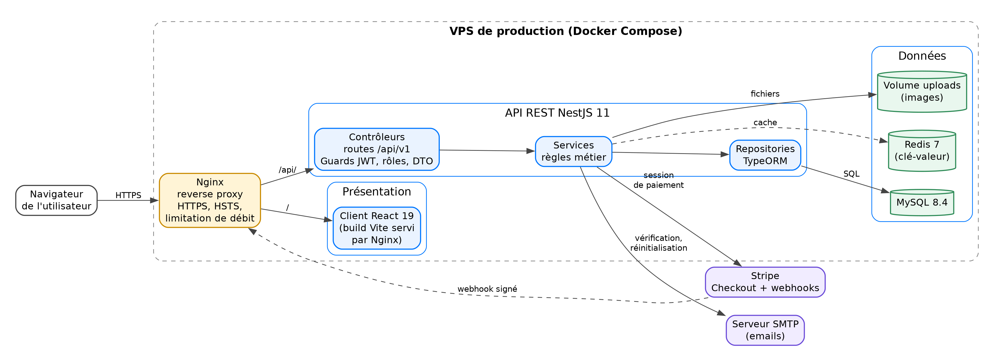 VPS de production (Docker Compose)
Données
Volume uploads
(images)
fichiers
API REST NestJS 11
cache
Contrôleurs
routes /api/v1
Guards JWT, rôles, DTO
Services
règles métier
Repositories
TypeORM
Redis 7
(clé-valeur)
/api/
SQL
session
de paiement
Nginx
reverse proxy
HTTPS, HSTS,
limitation de débit
Navigateur
de l'utilisateur
HTTPS
Présentation
/
Client React 19
(build Vite servi
par Nginx)
MySQL 8.4
vérification,
réinitialisation
Stripe
Checkout + webhooks
webhook signé
Serveur SMTP
(emails)